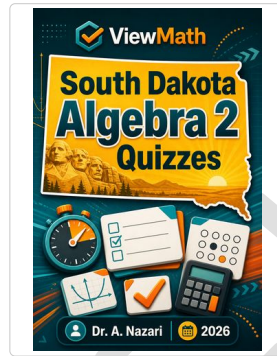 ViewMath
South Dakota
Algebra 2
Quizzes
Dr. A. Nazari
2026